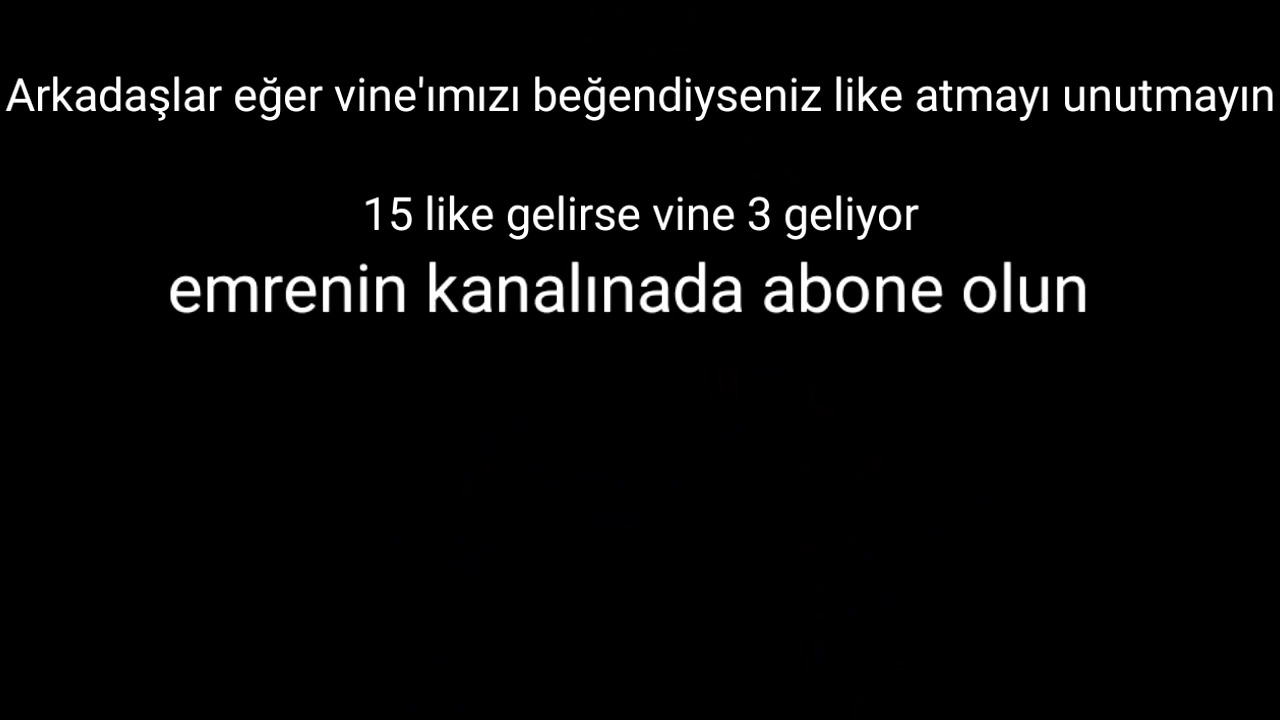 Arkadaşlar eğer vine'ımızı beğendiyseniz like atmayı unutmayın
15 like gelirse vine 3 geliyor
emrenin kanalınada abone olun